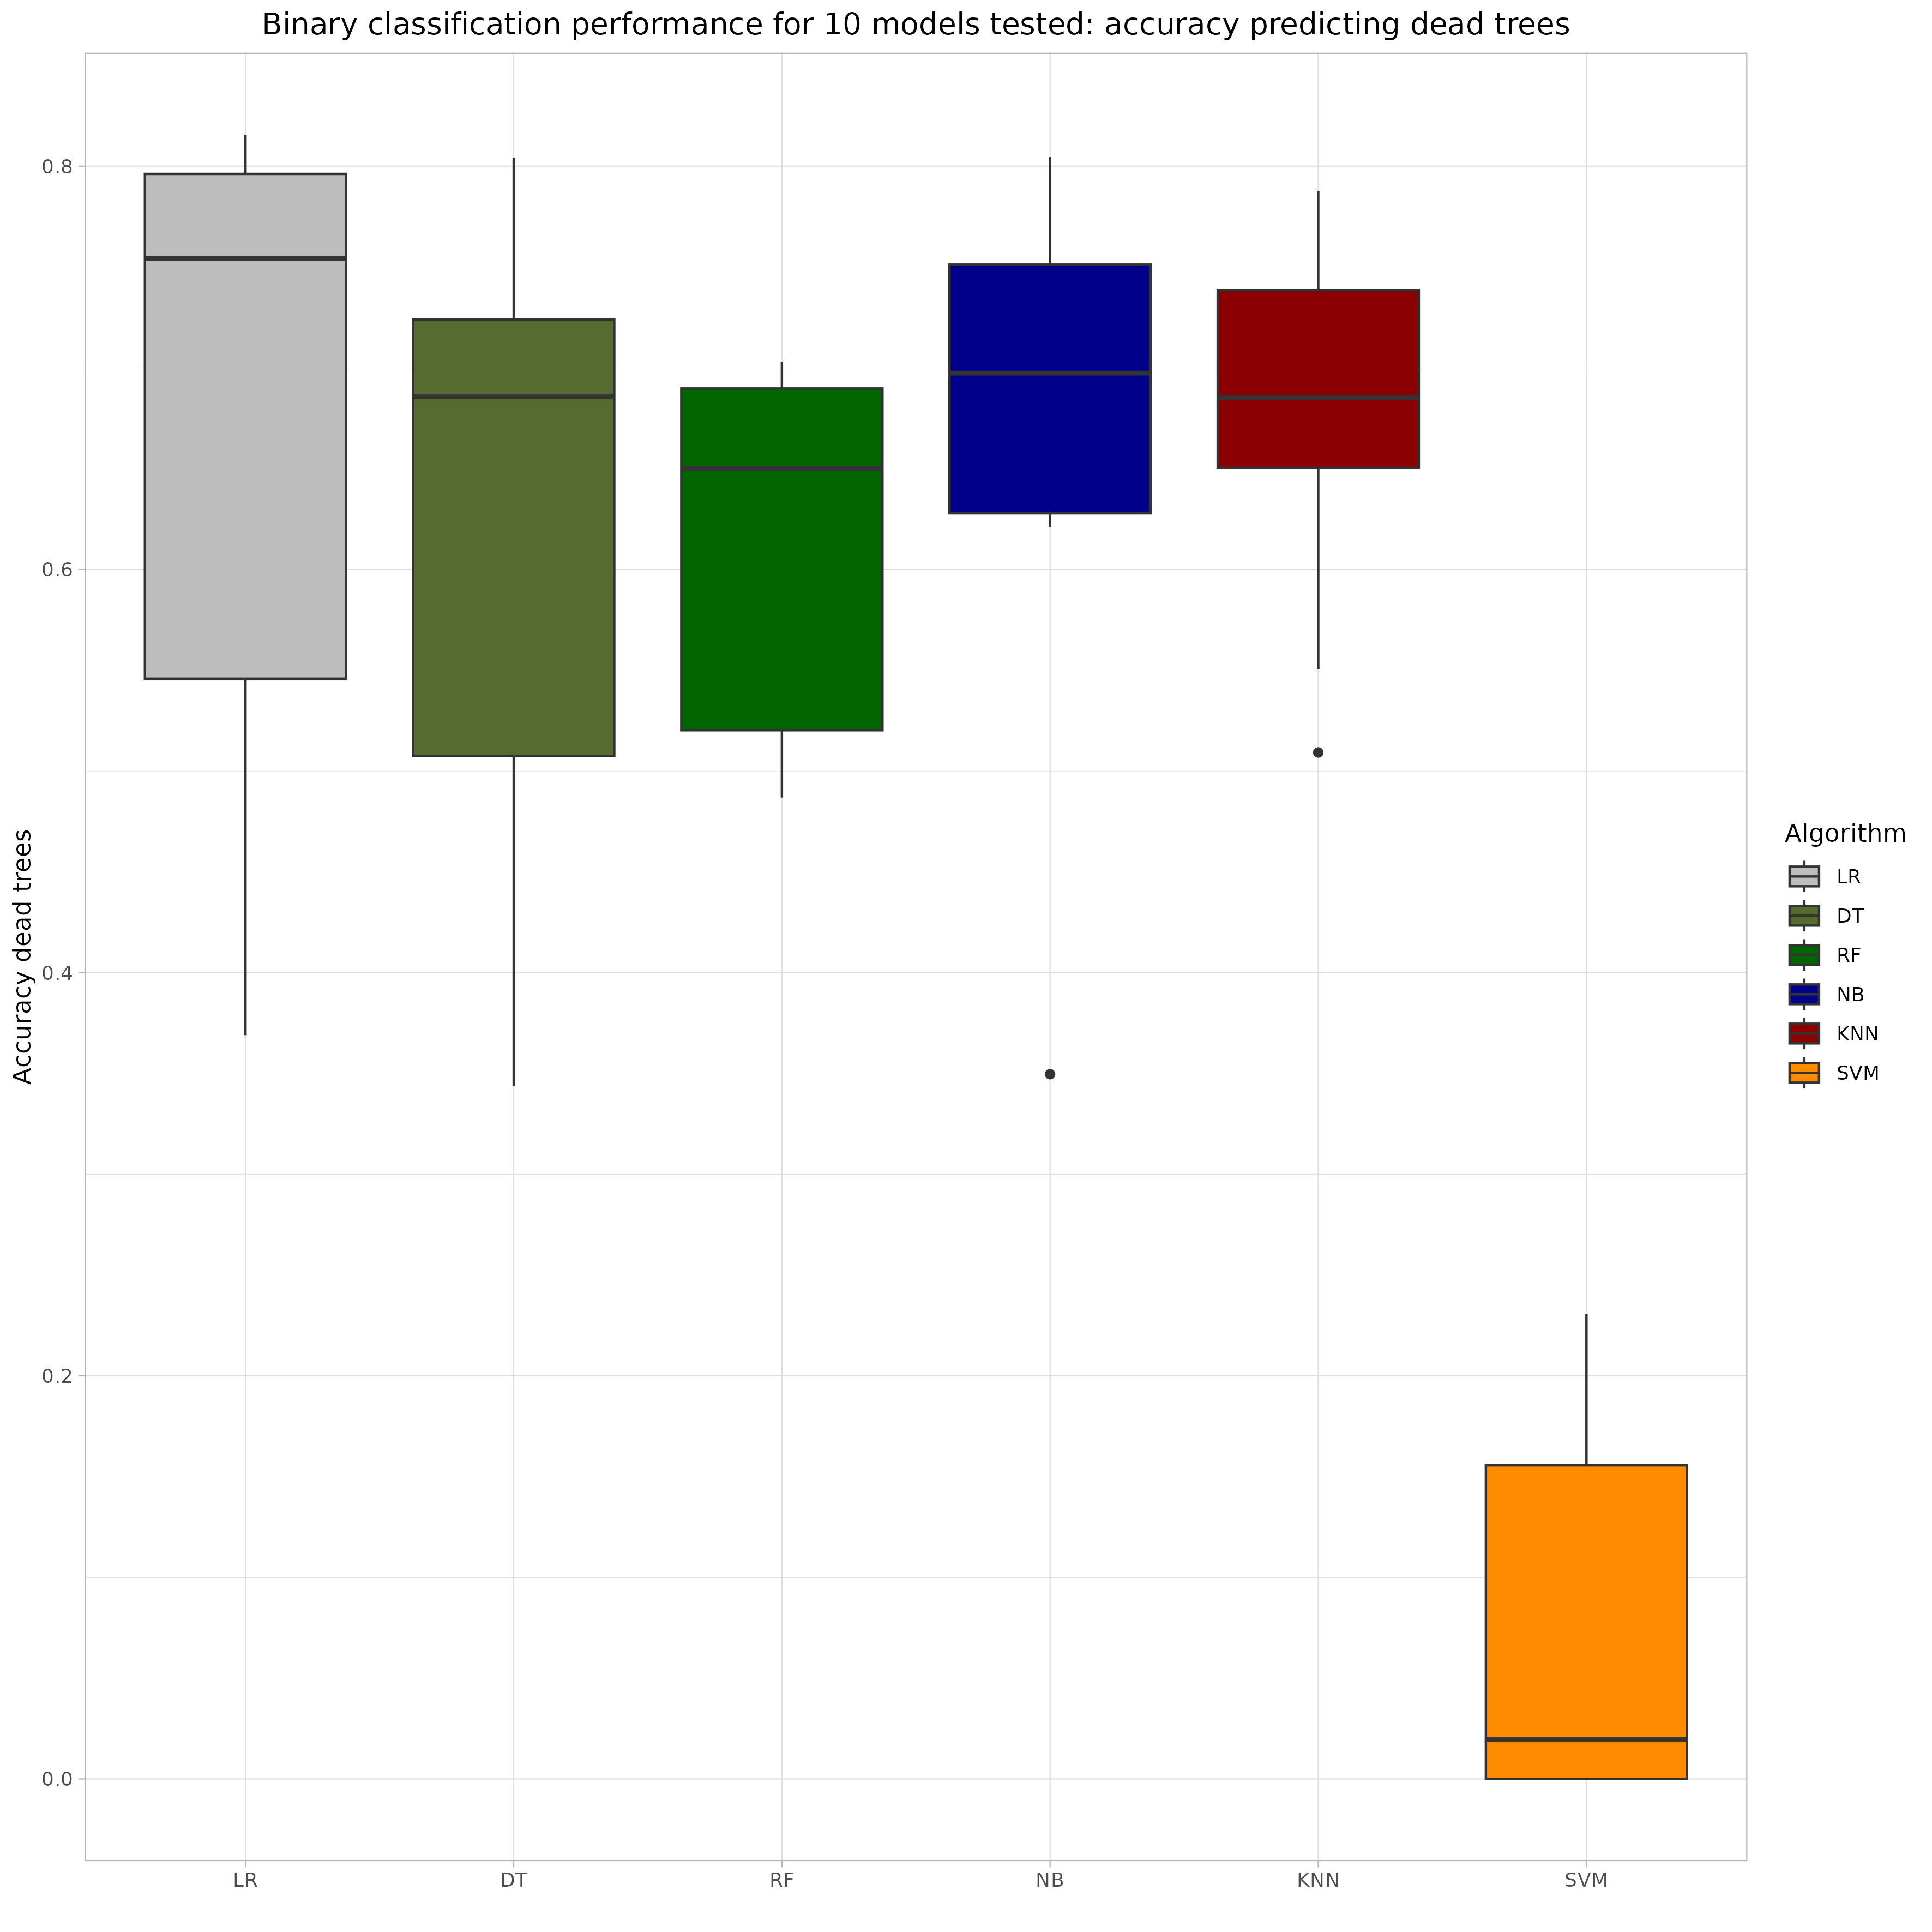 Binary classification performance for 10 models tested: accuracy predicting dead trees
Accuracy dead trees
0.8
0.6
0.4
0.2
0.0
LR
DT
RF
NB
KNN
SVM
Algorithm
LR
DT
RF
NB
KNN
SVM